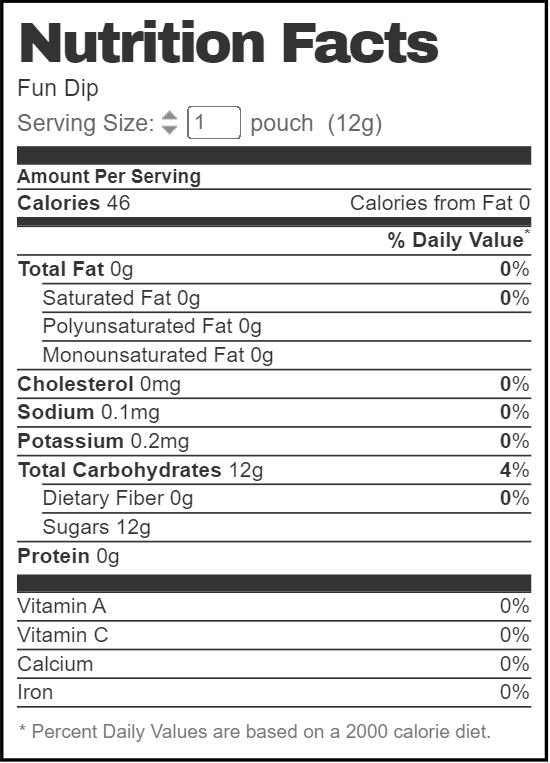 Nutrition Facts
Fun Dip
Serving Size: 1 pouch (12g)
Amount Per Serving
Calories 46 Calories from Fat 0
% Daily Value*
Total Fat 0g 0%
Saturated Fat 0g 0%
Polyunsaturated Fat 0g
Monounsaturated Fat 0g
Cholesterol 0mg 0%
Sodium 0.1mg 0%
Potassium 0.2mg 0%
Total Carbohydrates 12g 4%
Dietary Fiber 0g 0%
Sugars 12g
Protein 0g
Vitamin A 0%
Vitamin C 0%
Calcium 0%
Iron 0%
* Percent Daily Values are based on a 2000 calorie diet.